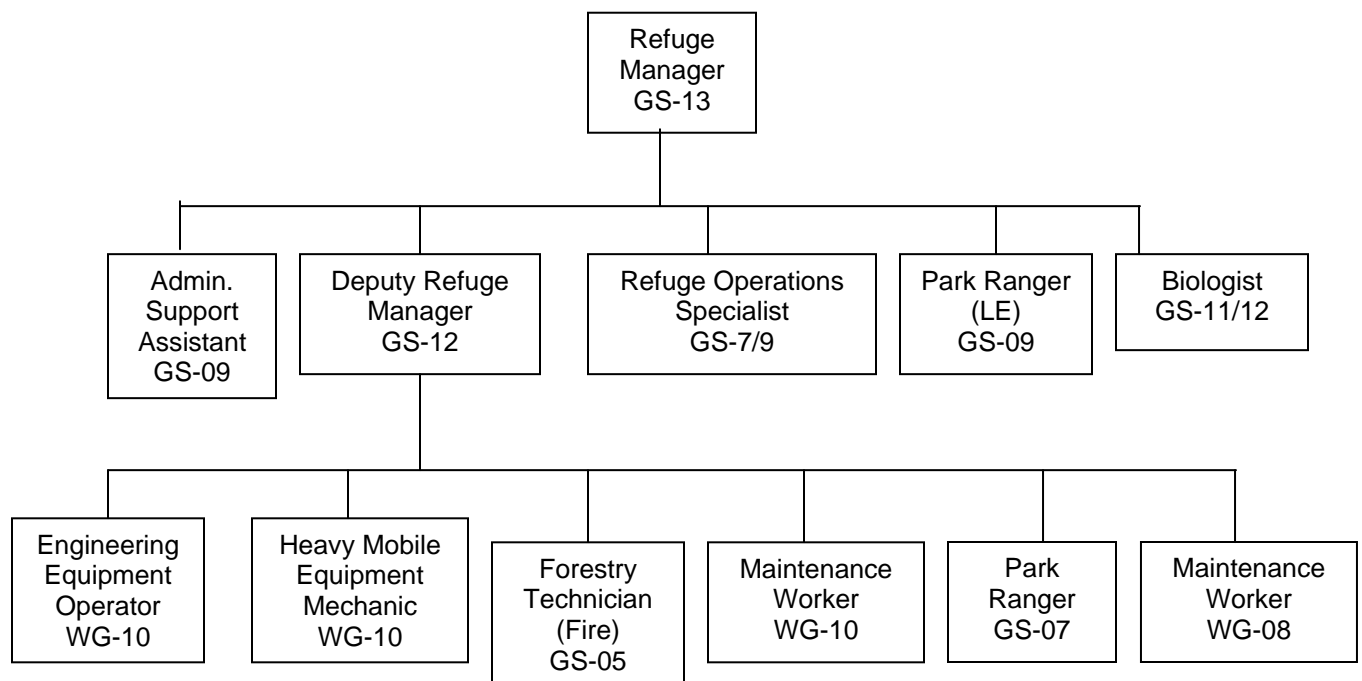 Refuge
Manager
GS-13
Admin.
Support
Assistant
GS-09
Deputy Refuge
Manager
GS-12
Refuge Operations
Specialist
GS-7/9
Park Ranger
(LE)
GS-09
Biologist
GS-11/12
Engineering
Equipment
Operator
WG-10
Heavy Mobile
Equipment
Mechanic
WG-10
Forestry
Technician
(Fire)
GS-05
Maintenance
Worker
WG-10
Park
Ranger
GS-07
Maintenance
Worker
WG-08